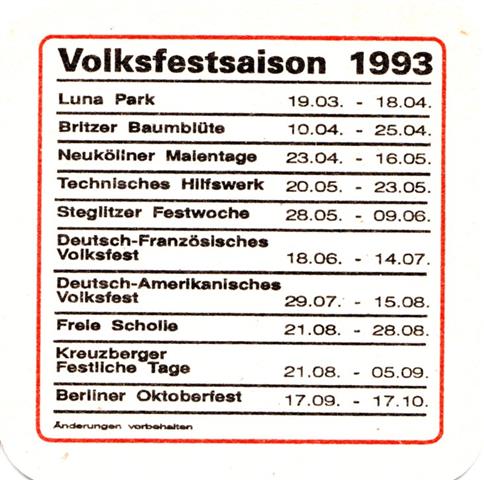 Volksfestsaison 1993
Luna Park 19.03. - 18.04.
Britzer Baumblüte 10.04. - 25.04.
Neuköllner Maientage 23.04. - 16.05.
Technisches Hilfswerk 20.05. - 23.05.
Steglitzer Festwoche 28.05. - 09.06.
Deutsch-Französisches
Volksfest 18.06. - 14.07.
Deutsch-Amerikanisches
Volksfest 29.07. - 15.08.
Freie Scholle 21.08. - 28.08.
Kreuzberger
Festliche Tage 21.08. - 05.09.
Berliner Oktoberfest 17.09. - 17.10.
Änderungen vorbehalten